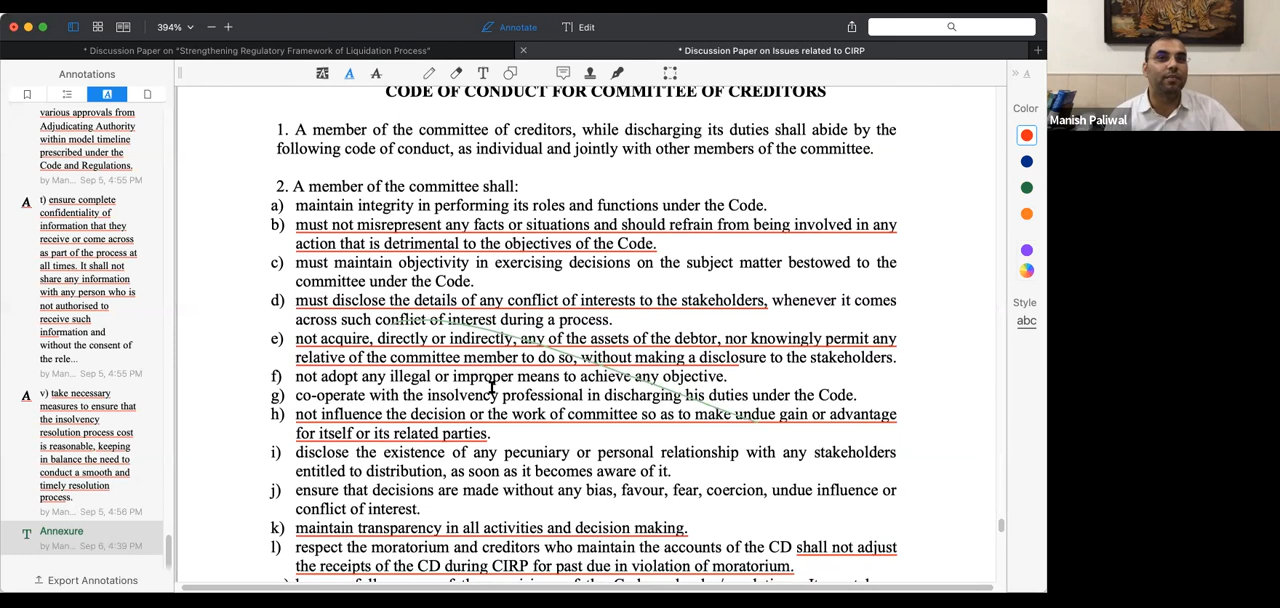 394%
Annotate
Edit
* Discussion Paper on "Strengthening Regulatory Framework of Liquidation Process"
* Discussion Paper on Issues related to CIRP
Annotations
various approvals from
Adjudicating Authority
within model timeline
prescribed under the
Code and Regulations.
by Man... Sep 5, 4:55 PM
t) ensure complete
confidentiality of
information that they
receive or come across
as part of the process at
all times. It shall not
share any information
with any person who is
not authorised to
receive such
information and
without the consent of
the rele...
by Man... Sep 5, 4:55 PM
v) take necessary
measures to ensure that
the insolvency
resolution process cost
is reasonable, keeping
in balance the need to
conduct a smooth and
timely resolution
process.
by Man... Sep 5, 4:56 PM
Annexure
by Man... Sep 6, 4:39 PM
Export Annotations
CODE OF CONDUCT FOR COMMITTEE OF CREDITORS
1. A member of the committee of creditors, while discharging its duties shall abide by the
following code of conduct, as individual and jointly with other members of the committee.
2. A member of the committee shall:
a) maintain integrity in performing its roles and functions under the Code.
b) must not misrepresent any facts or situations and should refrain from being involved in any
action that is detrimental to the objectives of the Code.
c) must maintain objectivity in exercising decisions on the subject matter bestowed to the
committee under the Code.
d) must disclose the details of any conflict of interests to the stakeholders, whenever it comes
across such conflict of interest during a process.
e) not acquire, directly or indirectly, any of the assets of the debtor, nor knowingly permit any
relative of the committee member to do so, without making a disclosure to the stakeholders.
f) not adopt any illegal or improper means to achieve any objective.
g) co-operate with the insolvency professional in discharging his duties under the Code.
h) not influence the decision or the work of committee so as to make undue gain or advantage
for itself or its related parties.
i) disclose the existence of any pecuniary or personal relationship with any stakeholders
entitled to distribution, as soon as it becomes aware of it.
j) ensure that decisions are made without any bias, favour, fear, coercion, undue influence or
conflict of interest.
k) maintain transparency in all activities and decision making.
l) respect the moratorium and creditors who maintain the accounts of the CD shall not adjust
the receipts of the CD during CIRP for past due in violation of moratorium.
Color
Style
abc
Manish Paliwal